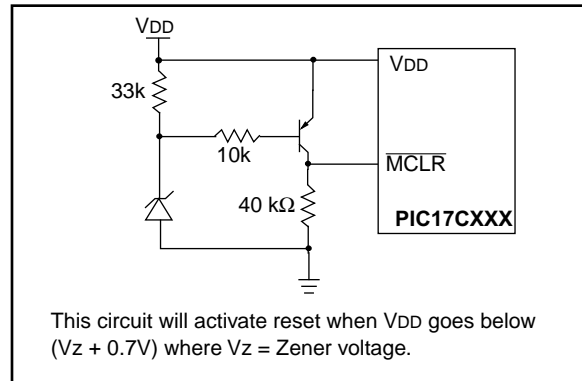 VDD
VDD
33k
10k
MCLR
40 kΩ
PIC17CXXX
This circuit will activate reset when VDD goes below
(Vz + 0.7V) where Vz = Zener voltage.